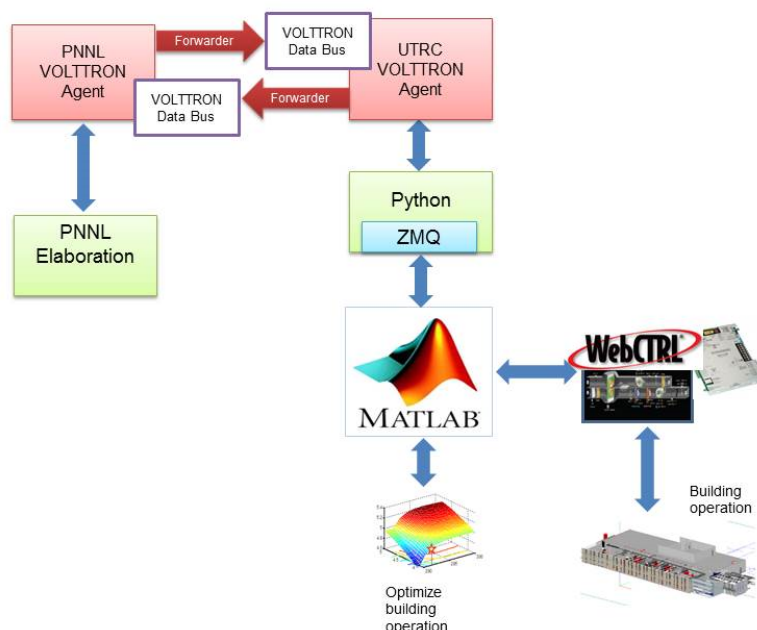 PNNL
VOLTTRON
Agent
Forwarder
VOLTTRON
Data Bus
UTRC
VOLTTRON
Agent
VOLTTRON
Data Bus
Forwarder
PNNL
Elaboration
Python
ZMQ
MATLAB
WebCTRL
Optimize
building
operation
Building
operation